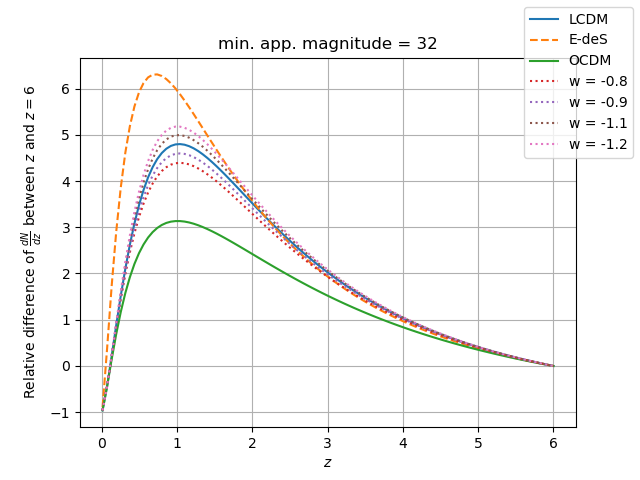 min. app. magnitude = 32
LCDM
E-deS
OCDM
w = -0.8
w = -0.9
w = -1.1
w = -1.2
Relative difference of dN/dz between z and z = 6
6
5
4
3
2
1
0
−1
0 1 2 3 4 5 6
z